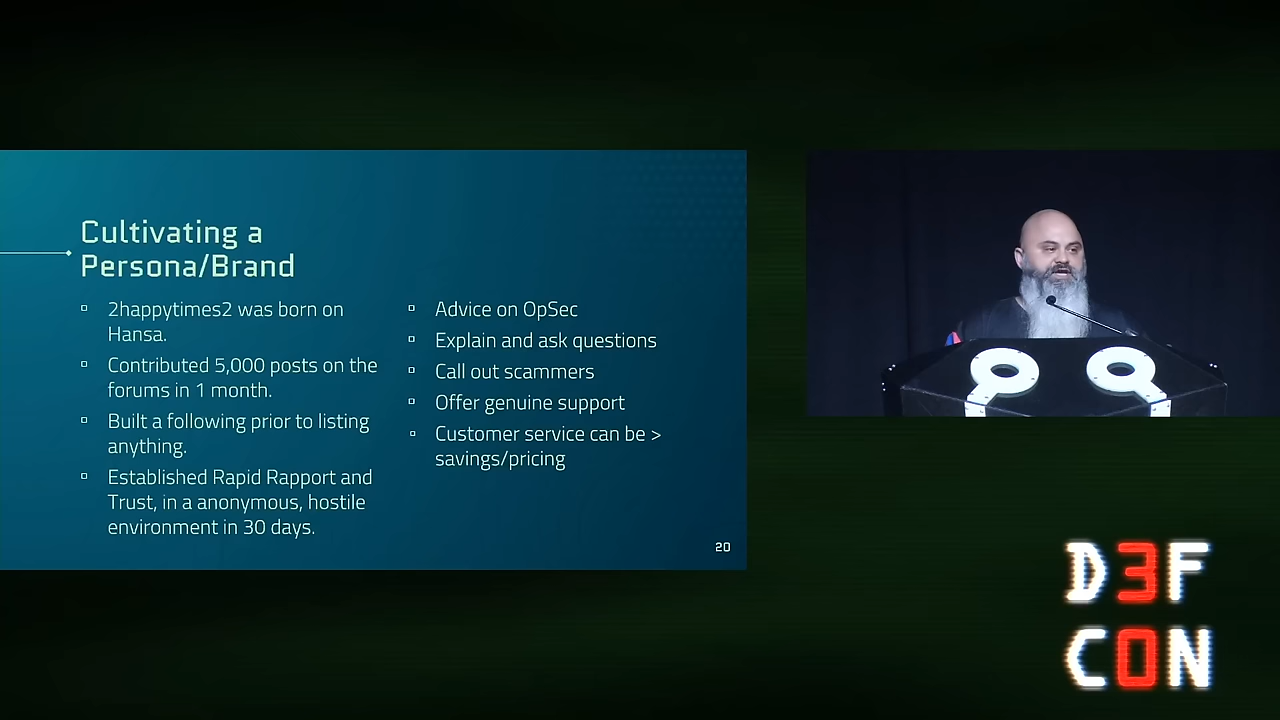 Cultivating a
Persona/Brand
2happytimes2 was born on
Hansa.
Contributed 5,000 posts on the
forums in 1 month.
Built a following prior to listing
anything.
Established Rapid Rapport and
Trust, in a anonymous, hostile
environment in 30 days.
Advice on OpSec
Explain and ask questions
Call out scammers
Offer genuine support
Customer service can be >
savings/pricing
20
D3F
C0N